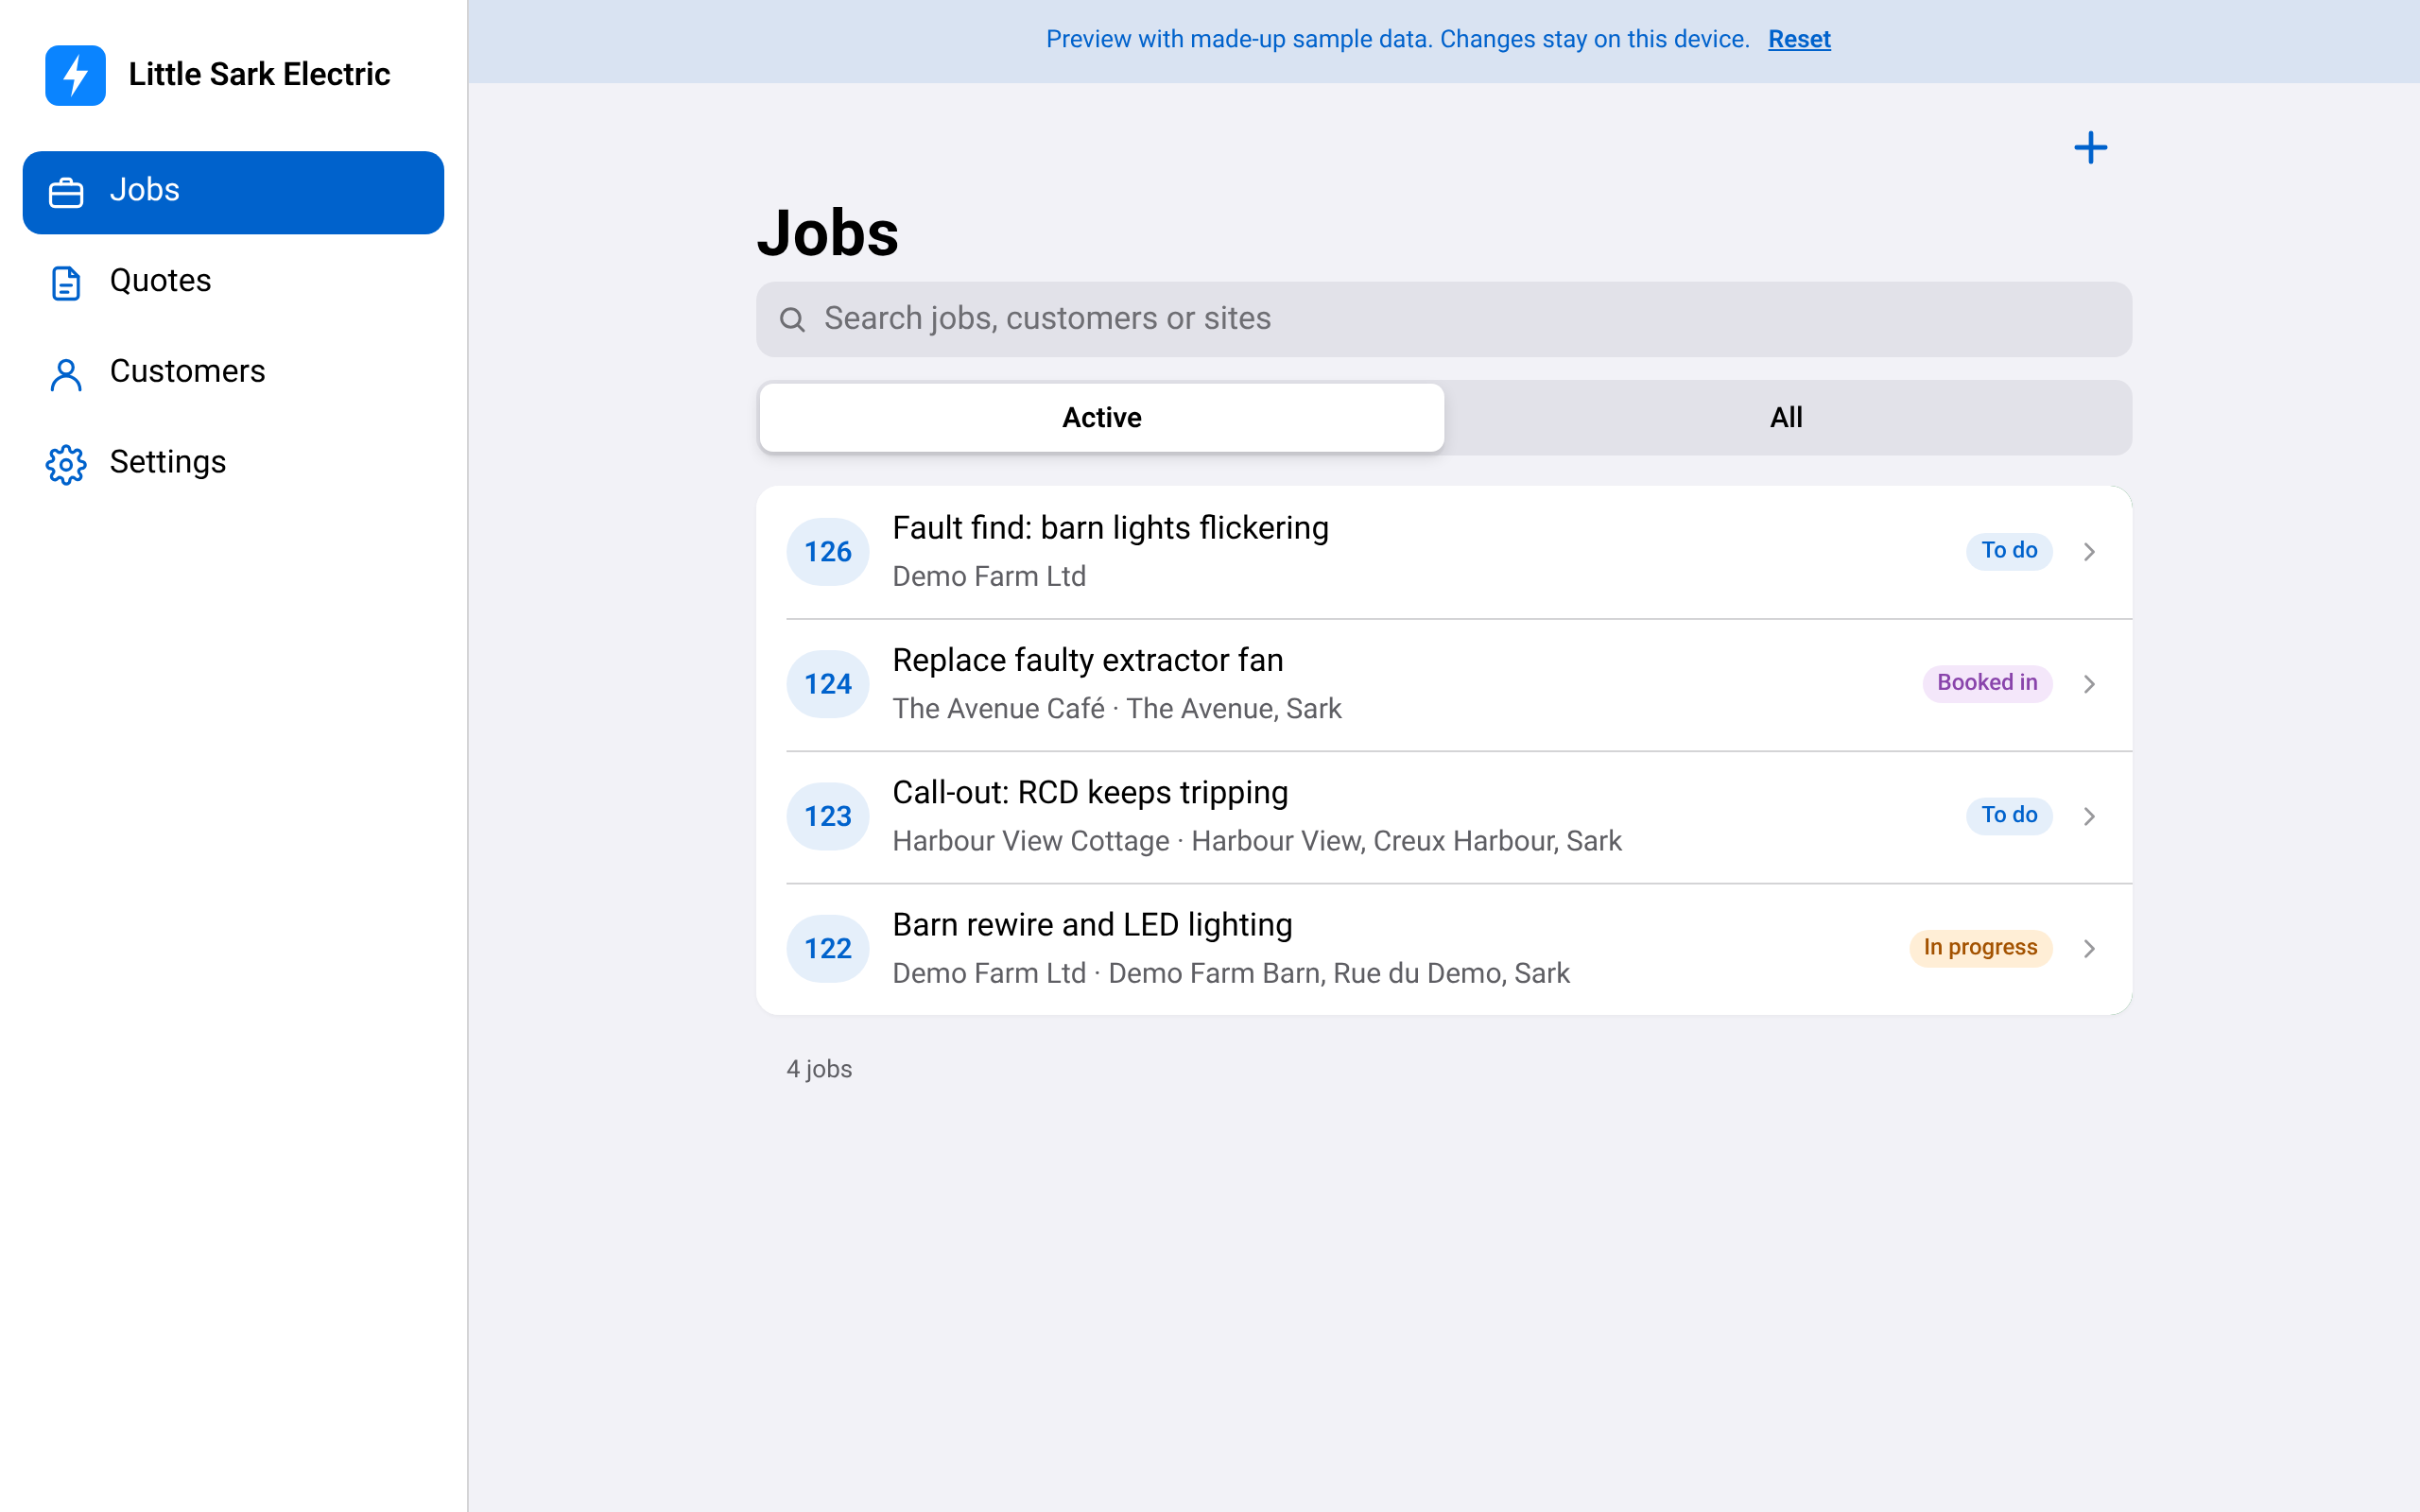 Little Sark Electric
Jobs
Quotes
Customers
Settings
Preview with made-up sample data. Changes stay on this device. Reset
Jobs
Search jobs, customers or sites
Active
All
126
Fault find: barn lights flickering
Demo Farm Ltd
To do
124
Replace faulty extractor fan
The Avenue Café · The Avenue, Sark
Booked in
123
Call-out: RCD keeps tripping
Harbour View Cottage · Harbour View, Creux Harbour, Sark
To do
122
Barn rewire and LED lighting
Demo Farm Ltd · Demo Farm Barn, Rue du Demo, Sark
In progress
4 jobs